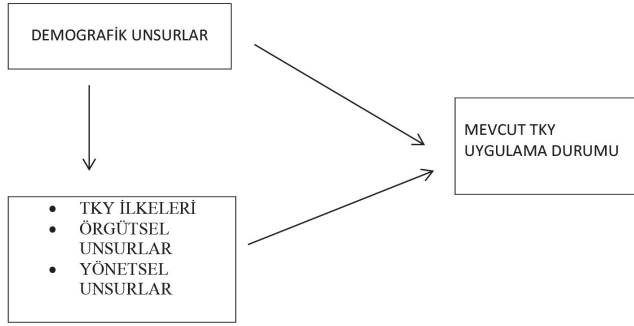 DEMOGRAFİK UNSURLAR
MEVCUT TKY
UYGULAMA DURUMU
• TKY İLKELERİ
• ÖRGÜTSEL
UNSURLAR
• YÖNETSEL
UNSURLAR